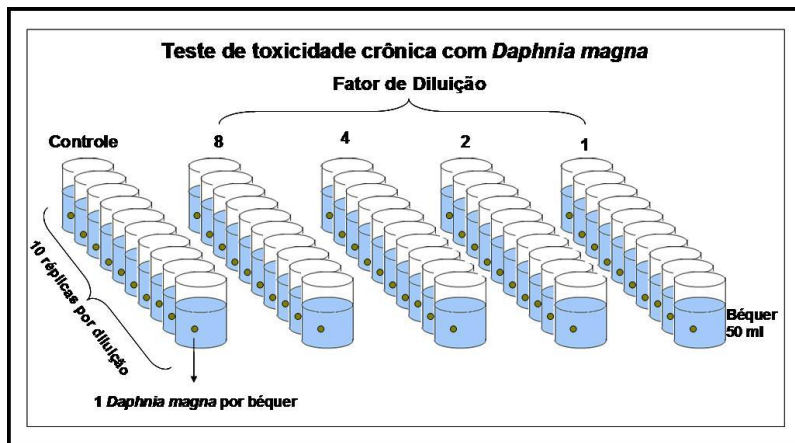 Teste de toxicidade crônica com Daphnia magna
Fator de Diluição
Controle 8 4 2 1
10 réplicas por diluição
Béquer
50 ml
1 Daphnia magna por béquer